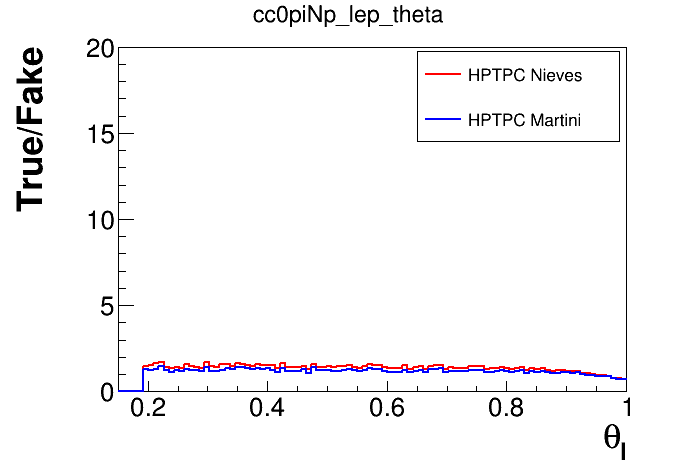 cc0piNp_lep_theta
True/Fake
20
15
10
5
0
HPTPC Nieves
HPTPC Martini
0.2 0.4 0.6 0.8 1
θl